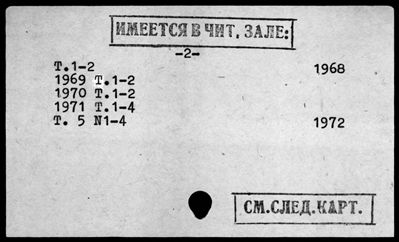 ИМЕЕТСЯ В ЧИТ. ЗАЛЕ:
-2-
Т.1-2 1968
1969 Т.1-2
1970 Т.1-2
1971 Т.1-4
Т. 5 N1-4 1972
СМ.СЛЕД.КАРТ.